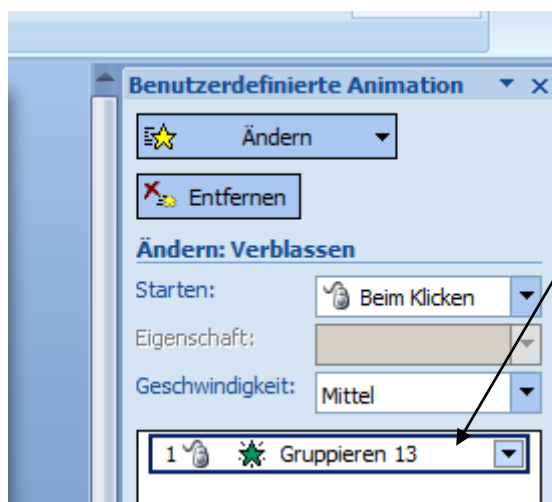 Benutzerdefinierte Animation
Ändern
Entfernen
Ändern: Verblassen
Starten: Beim Klicken
Eigenschaft:
Geschwindigkeit: Mittel
1 Gruppieren 13